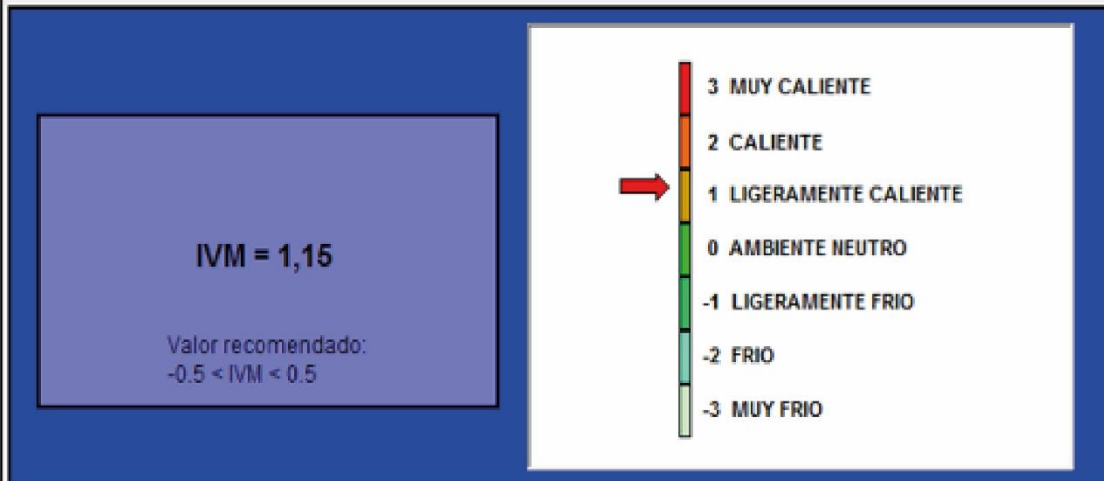 IVM = 1,15
Valor recomendado:
-0.5 < IVM < 0.5
3 MUY CALIENTE
2 CALIENTE
1 LIGERAMENTE CALIENTE
0 AMBIENTE NEUTRO
-1 LIGERAMENTE FRIO
-2 FRIO
-3 MUY FRIO